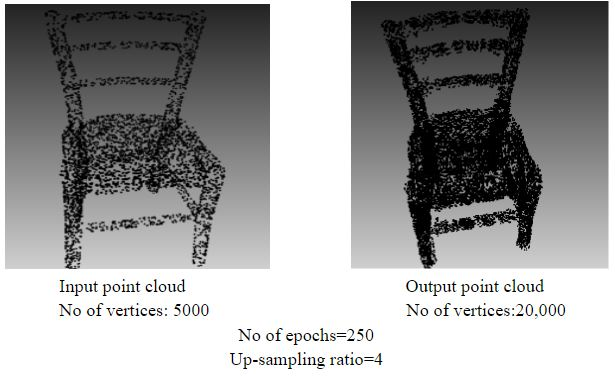 Input point cloud
No of vertices: 5000
Output point cloud
No of vertices:20,000
No of epochs=250
Up-sampling ratio=4